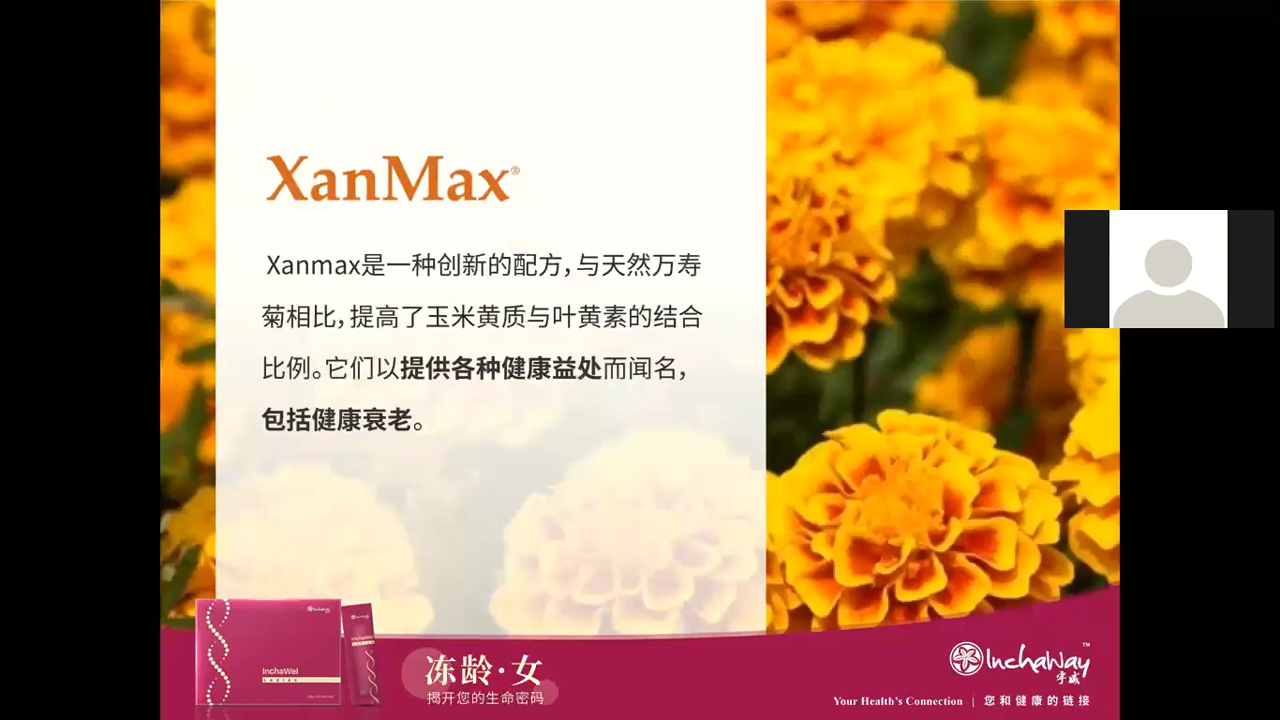 XanMax®
Xanmax是一种创新的配方，与天然万寿
菊相比，提高了玉米黄质与叶黄素的结合
比例。它们以提供各种健康益处而闻名，
包括健康衰老。
InchaWay
InchaWel
LADIES
冻龄·女
揭开您的生命密码
InchaWay™
宇威
Your Health's Connection | 您和健康的链接